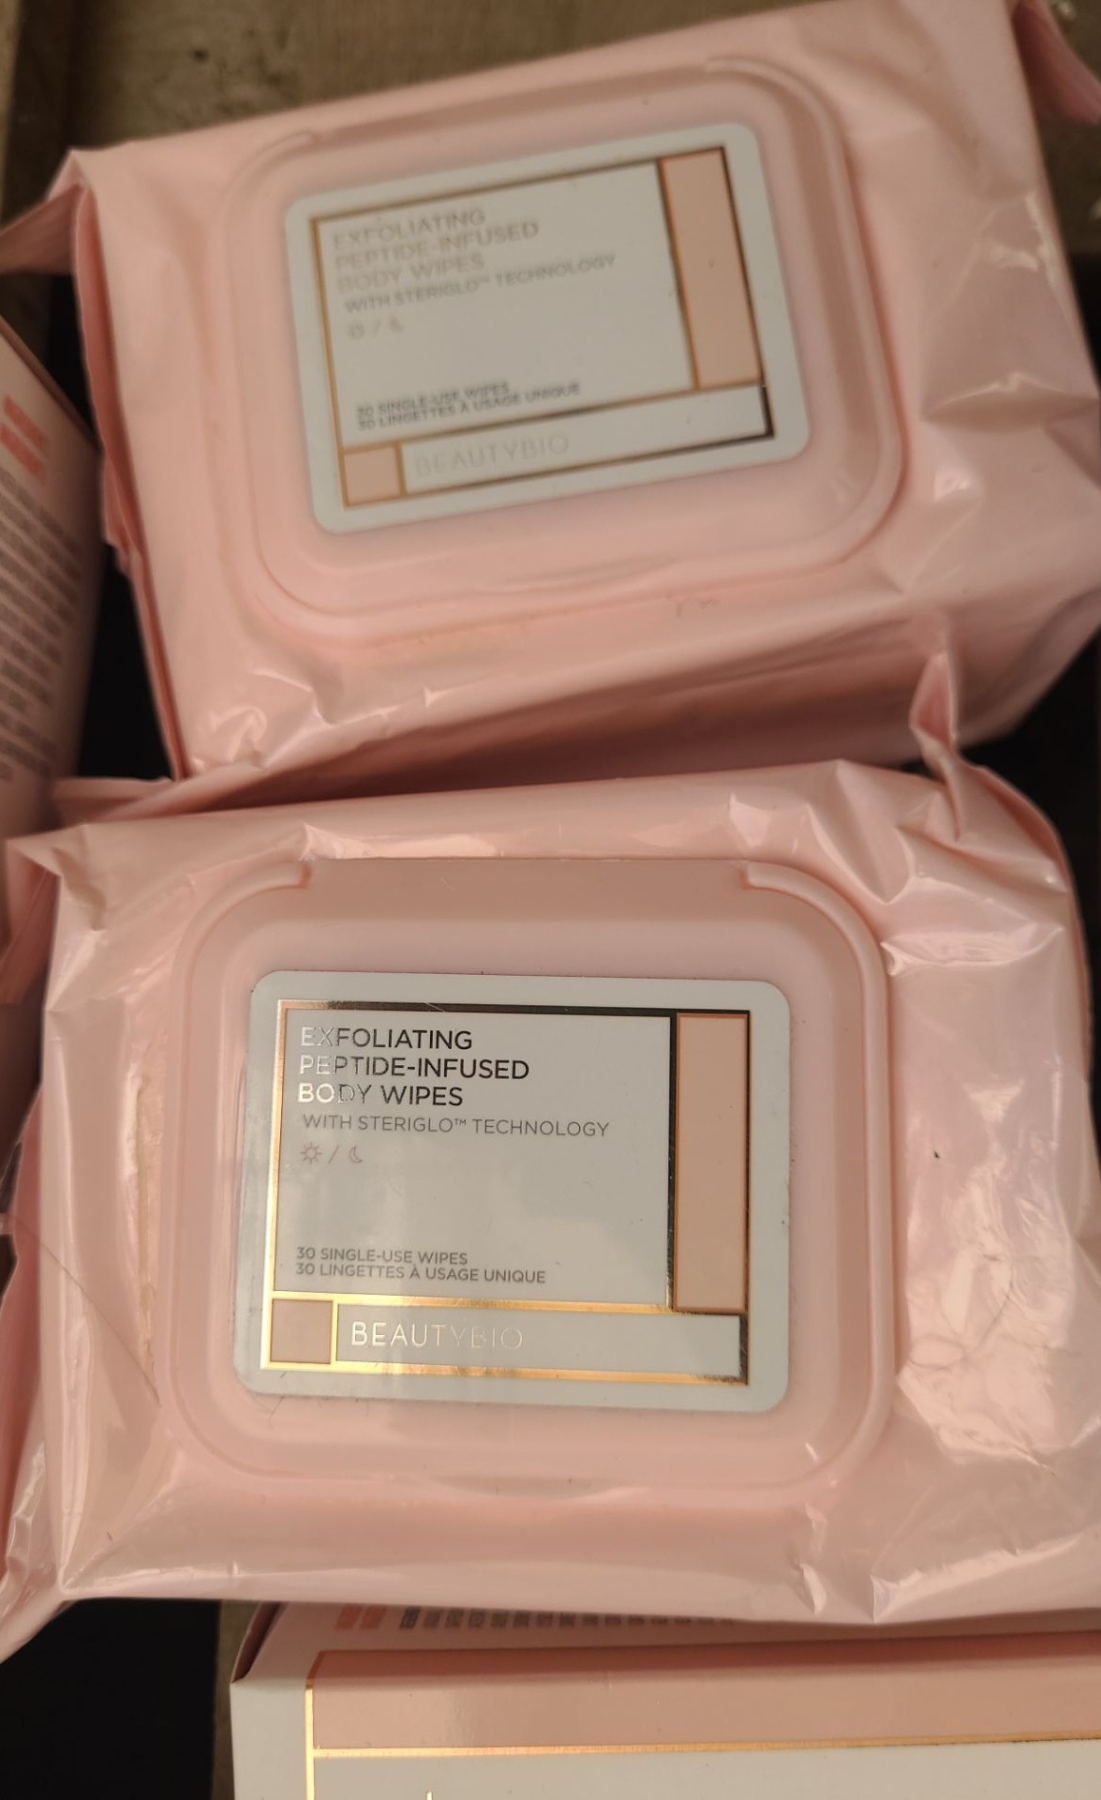 EXFOLIATING
PEPTIDE-INFUSED
BODY WIPES
WITH STERIGLO™ TECHNOLOGY
/
30 SINGLE-USE WIPES
30 LINGETTES À USAGE UNIQUE
BEAUTYBIO
EXFOLIATING
PEPTIDE-INFUSED
BODY WIPES
WITH STERIGLO™ TECHNOLOGY
/
30 SINGLE-USE WIPES
30 LINGETTES À USAGE UNIQUE
BEAUTYBIO